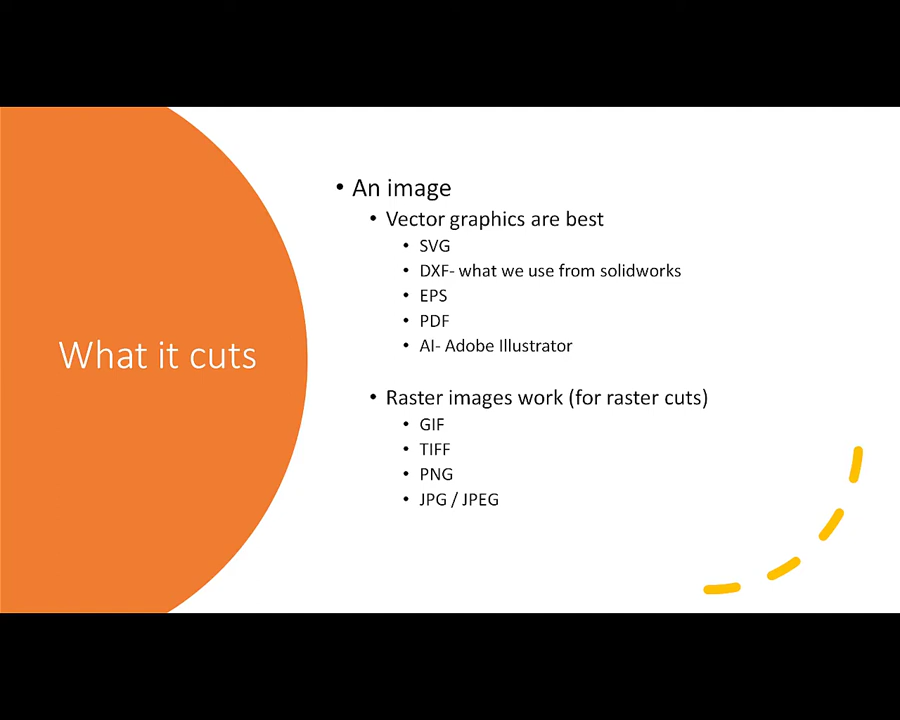 What it cuts
• An image
• Vector graphics are best
• SVG
• DXF- what we use from solidworks
• EPS
• PDF
• AI- Adobe Illustrator
• Raster images work (for raster cuts)
• GIF
• TIFF
• PNG
• JPG / JPEG